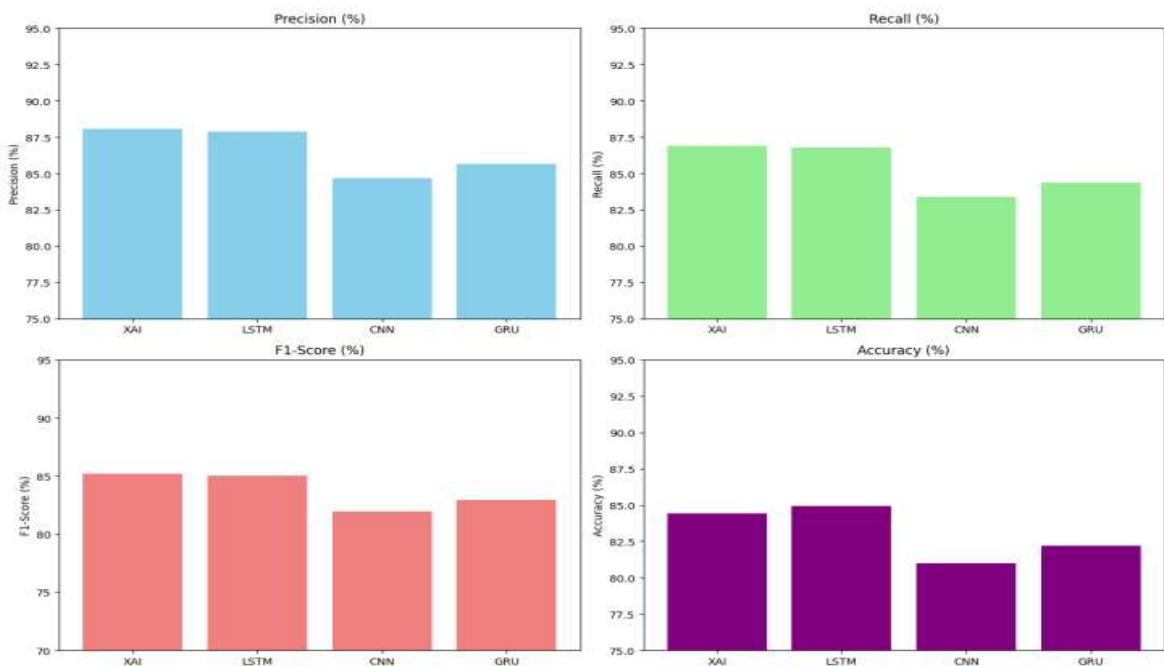 Precision (%)
95.0
92.5
90.0
87.5
85.0
82.5
80.0
77.5
75.0
Precision (%)
XAI LSTM CNN GRU
Recall (%)
95.0
92.5
90.0
87.5
85.0
82.5
80.0
77.5
75.0
Recall (%)
XAI LSTM CNN GRU
F1-Score (%)
95
90
85
80
75
70
F1-Score (%)
XAI LSTM CNN GRU
Accuracy (%)
95.0
92.5
90.0
87.5
85.0
82.5
80.0
77.5
75.0
Accuracy (%)
XAI LSTM CNN GRU